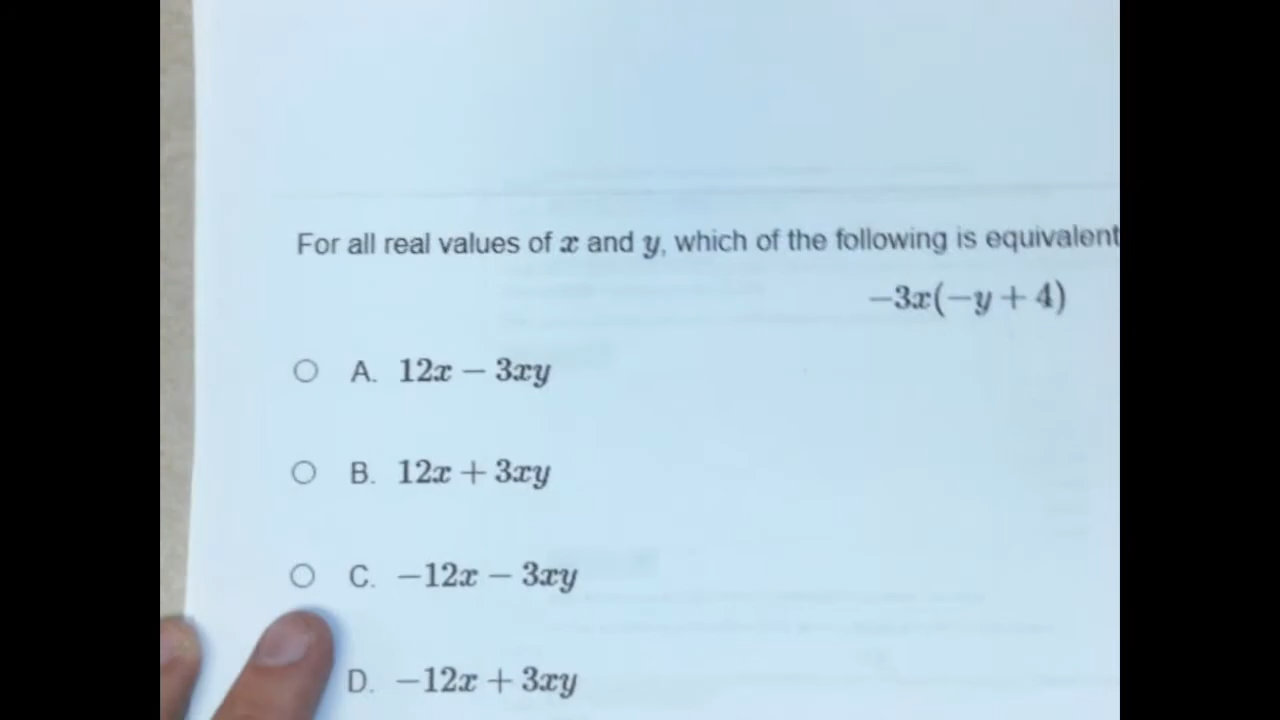 For all real values of x and y, which of the following is equivalent
−3x(−y + 4)
A. 12x − 3xy
B. 12x + 3xy
C. −12x − 3xy
D. −12x + 3xy